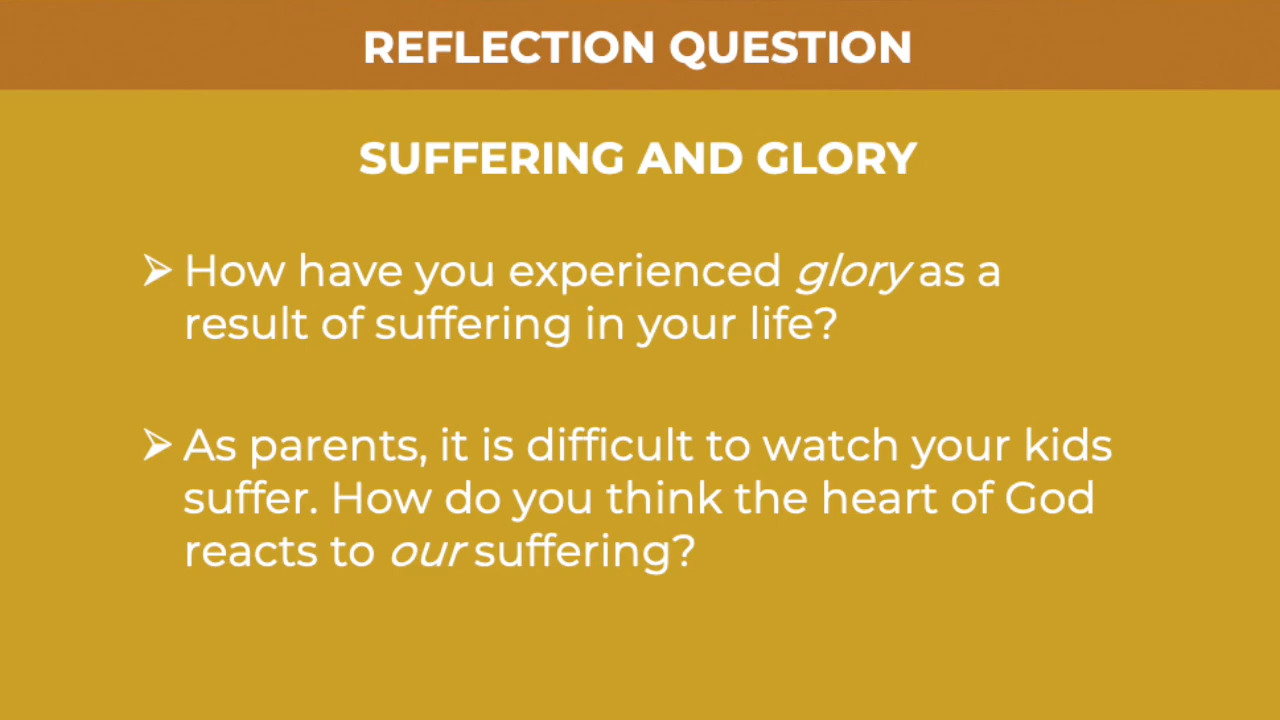 REFLECTION QUESTION
SUFFERING AND GLORY
➢ How have you experienced glory as a
result of suffering in your life?
➢ As parents, it is difficult to watch your kids
suffer. How do you think the heart of God
reacts to our suffering?